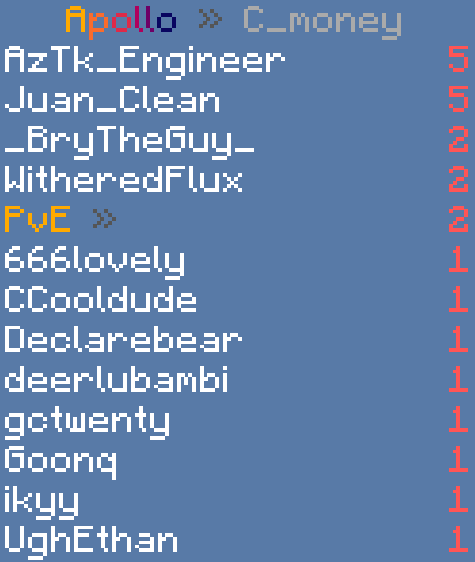 Apollo » C_money
AzTk_Engineer 5
Juan_Clean 5
_BryTheGuy_ 2
WitheredFlux 2
PvE » 2
666lovely 1
CCooldude 1
Declarebear 1
deerlubambi 1
gctwenty 1
Goonq 1
ikyy 1
UghEthan 1